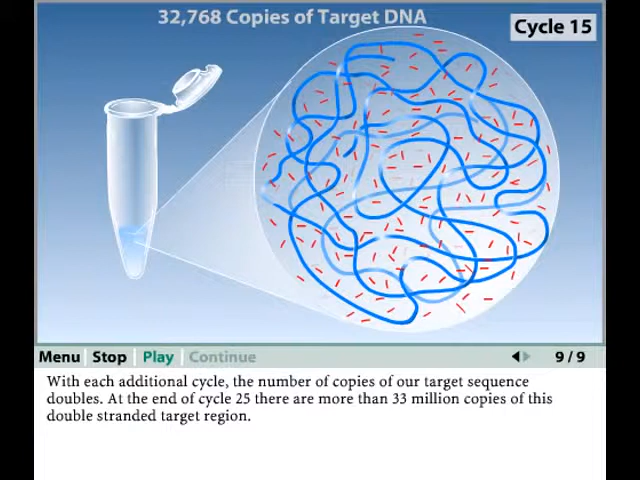 32,768 Copies of Target DNA
Cycle 15
Menu Stop Play Continue 9 / 9
With each additional cycle, the number of copies of our target sequence
doubles. At the end of cycle 25 there are more than 33 million copies of this
double stranded target region.